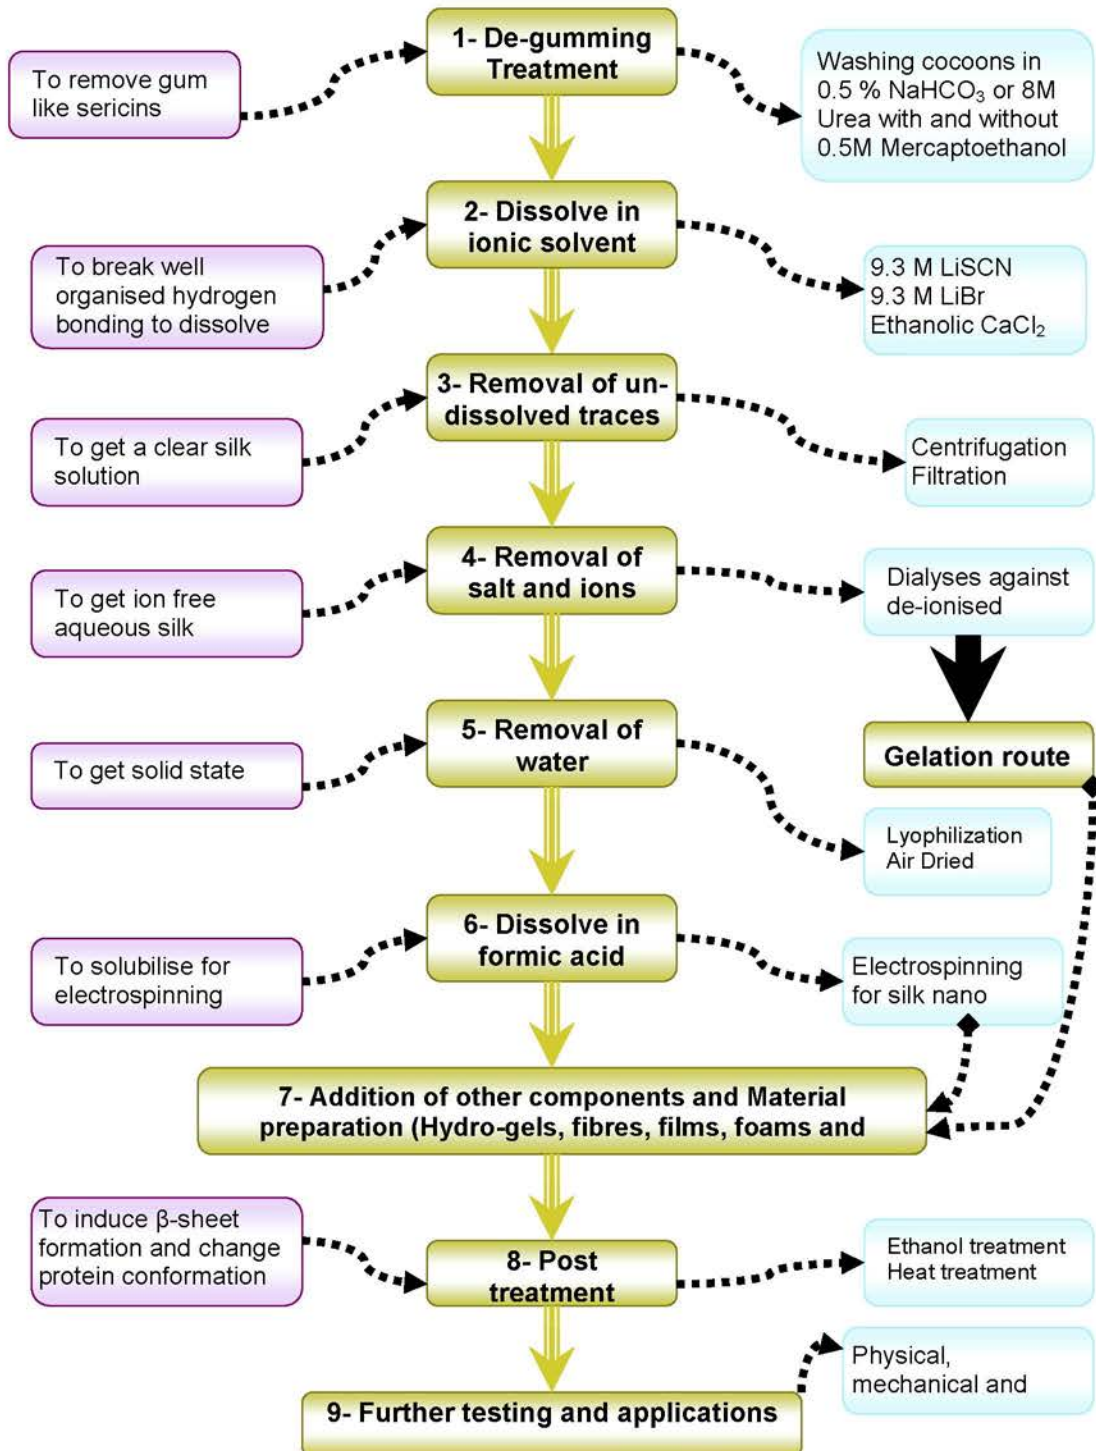 1- De-gumming
Treatment
To remove gum
like sericins
Washing cocoons in
0.5 % NaHCO₃ or 8M
Urea with and without
0.5M Mercaptoethanol
2- Dissolve in
ionic solvent
To break well
organised hydrogen
bonding to dissolve
9.3 M LiSCN
9.3 M LiBr
Ethanolic CaCl₂
3- Removal of un-
dissolved traces
To get a clear silk
solution
Centrifugation
Filtration
4- Removal of
salt and ions
To get ion free
aqueous silk
Dialyses against
de-ionised
Gelation route
5- Removal of
water
To get solid state
Lyophilization
Air Dried
6- Dissolve in
formic acid
To solubilise for
electrospinning
Electrospinning
for silk nano
7- Addition of other components and Material
preparation (Hydro-gels, fibres, films, foams and
To induce β-sheet
formation and change
protein conformation
8- Post
treatment
Ethanol treatment
Heat treatment
Physical,
mechanical and
9- Further testing and applications